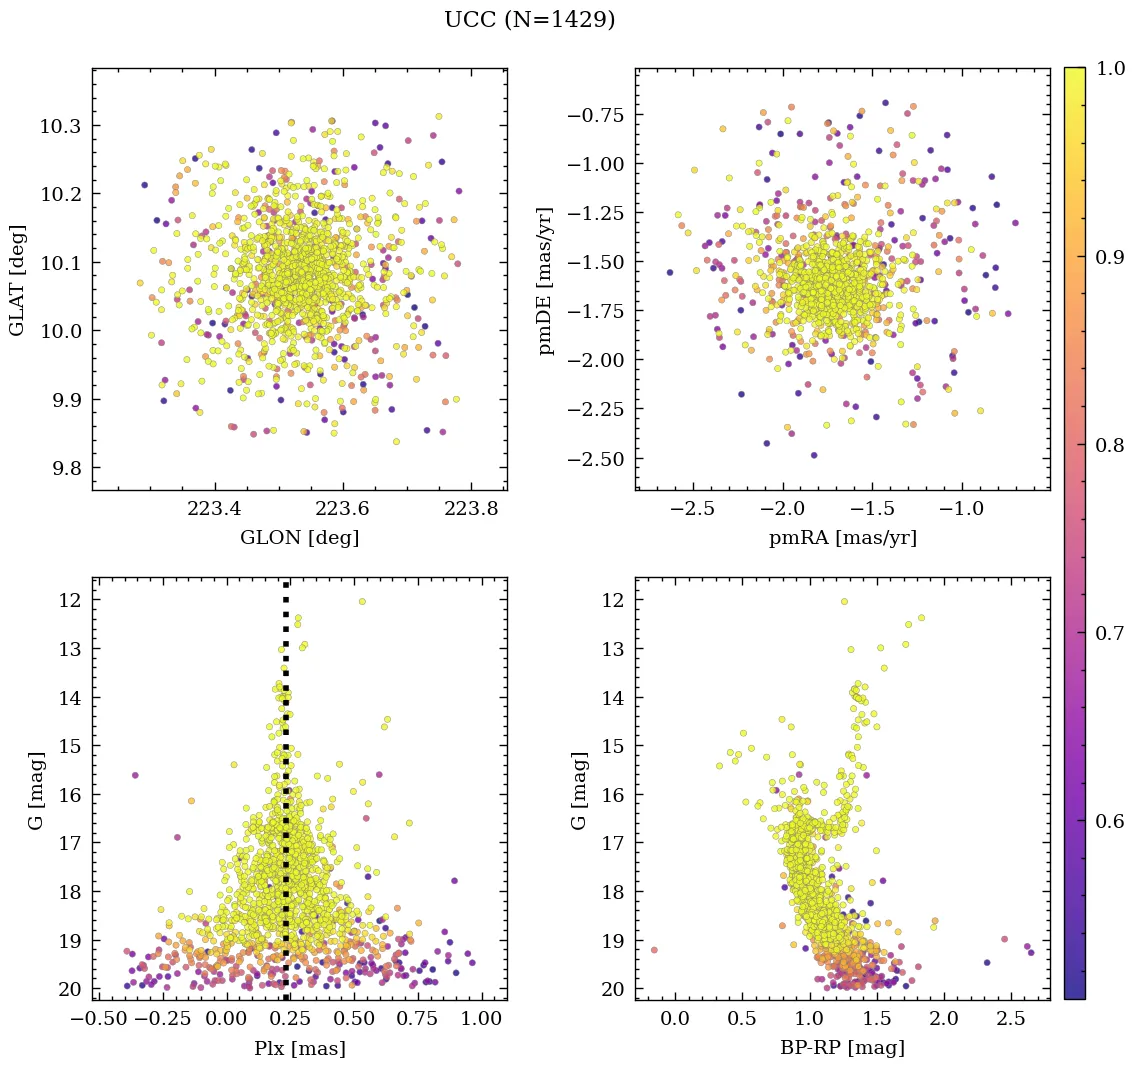 UCC (N=1429)
10.3
10.2
10.1
10.0
9.9
9.8
GLAT [deg]
223.4 223.6 223.8
GLON [deg]
−0.75
−1.00
−1.25
−1.50
−1.75
−2.00
−2.25
−2.50
pmDE [mas/yr]
−2.5 −2.0 −1.5 −1.0
pmRA [mas/yr]
12
13
14
15
16
17
18
19
20
G [mag]
−0.50 −0.25 0.00 0.25 0.50 0.75 1.00
Plx [mas]
12
13
14
15
16
17
18
19
20
G [mag]
0.0 0.5 1.0 1.5 2.0 2.5
BP-RP [mag]
1.0
0.9
0.8
0.7
0.6